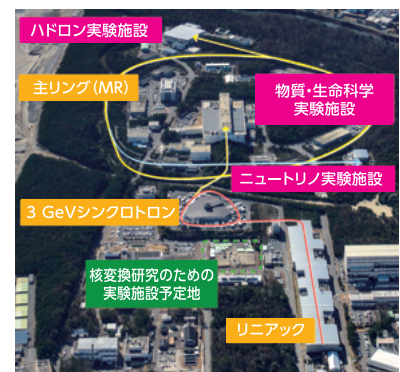 ハドロン実験施設
主リング（MR）
物質・生命科学
実験施設
ニュートリノ実験施設
3 GeVシンクロトロン
核変換研究のための
実験施設予定地
リニアック